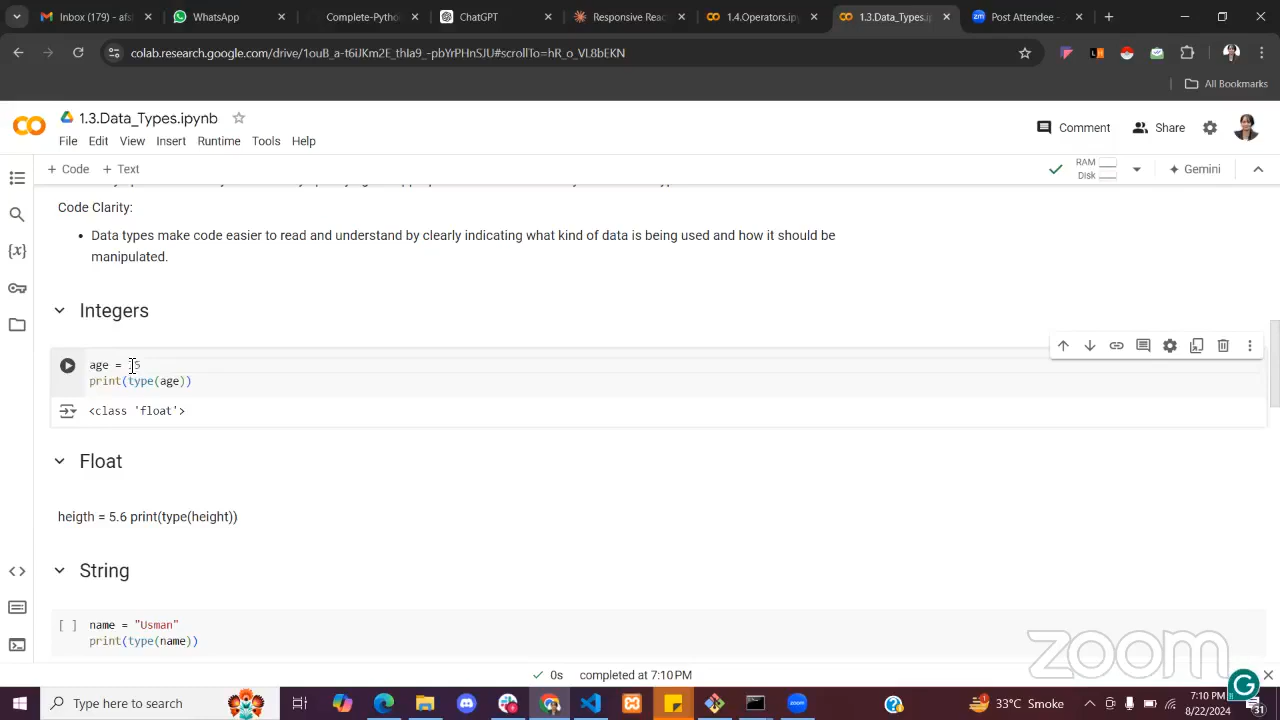 Inbox (179) - afs
WhatsApp
Complete-Pytho
ChatGPT
Responsive Reac
1.4.Operators.ip
1.3.Data_Types.ip
Post Attendee -
colab.research.google.com/drive/1ouB_a-t6iJKm2E_thIa9_-pbYrPHnSJU#scrollTo=hR_o_VL8bEKN
All Bookmarks
1.3.Data_Types.ipynb
File Edit View Insert Runtime Tools Help
Comment
Share
+ Code + Text
RAM
Disk
Gemini
Code Clarity:
• Data types make code easier to read and understand by clearly indicating what kind of data is being used and how it should be
manipulated.
Integers
age = 
print(type(age))
<class 'float'>
Float
heigth = 5.6 print(type(height))
String
[ ] name = "Usman"
print(type(name))
zoom
0s completed at 7:10 PM
Type here to search
33°C Smoke
7:10 PM
8/22/2024
31